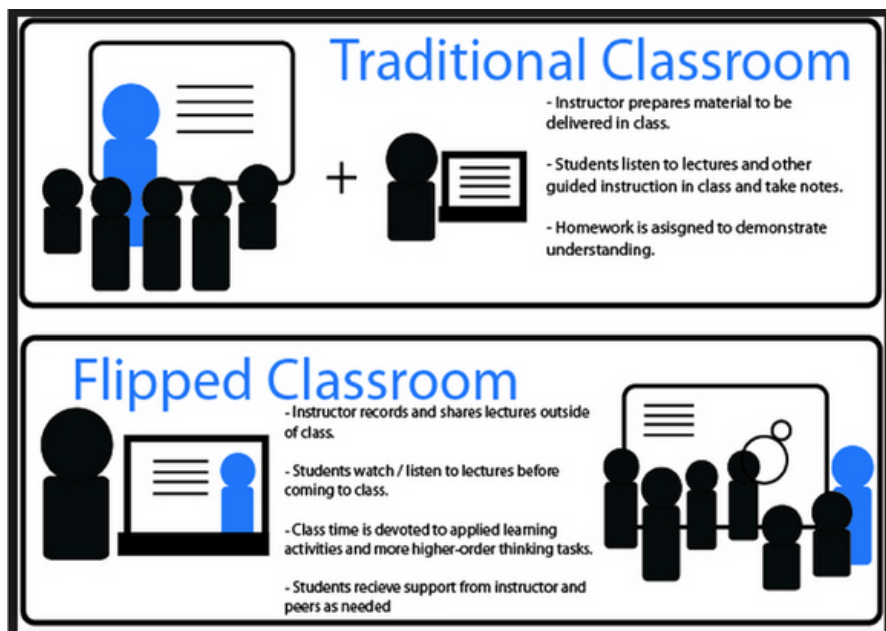 Traditional Classroom
- Instructor prepares material to be
delivered in class.
- Students listen to lectures and other
guided instruction in class and take notes.
- Homework is asisgned to demonstrate
understanding.
Flipped Classroom
- Instructor records and shares lectures outside
of class.
- Students watch / listen to lectures before
coming to class.
- Class time is devoted to applied learning
activities and more higher-order thinking tasks.
- Students recieve support from instructor and
peers as needed